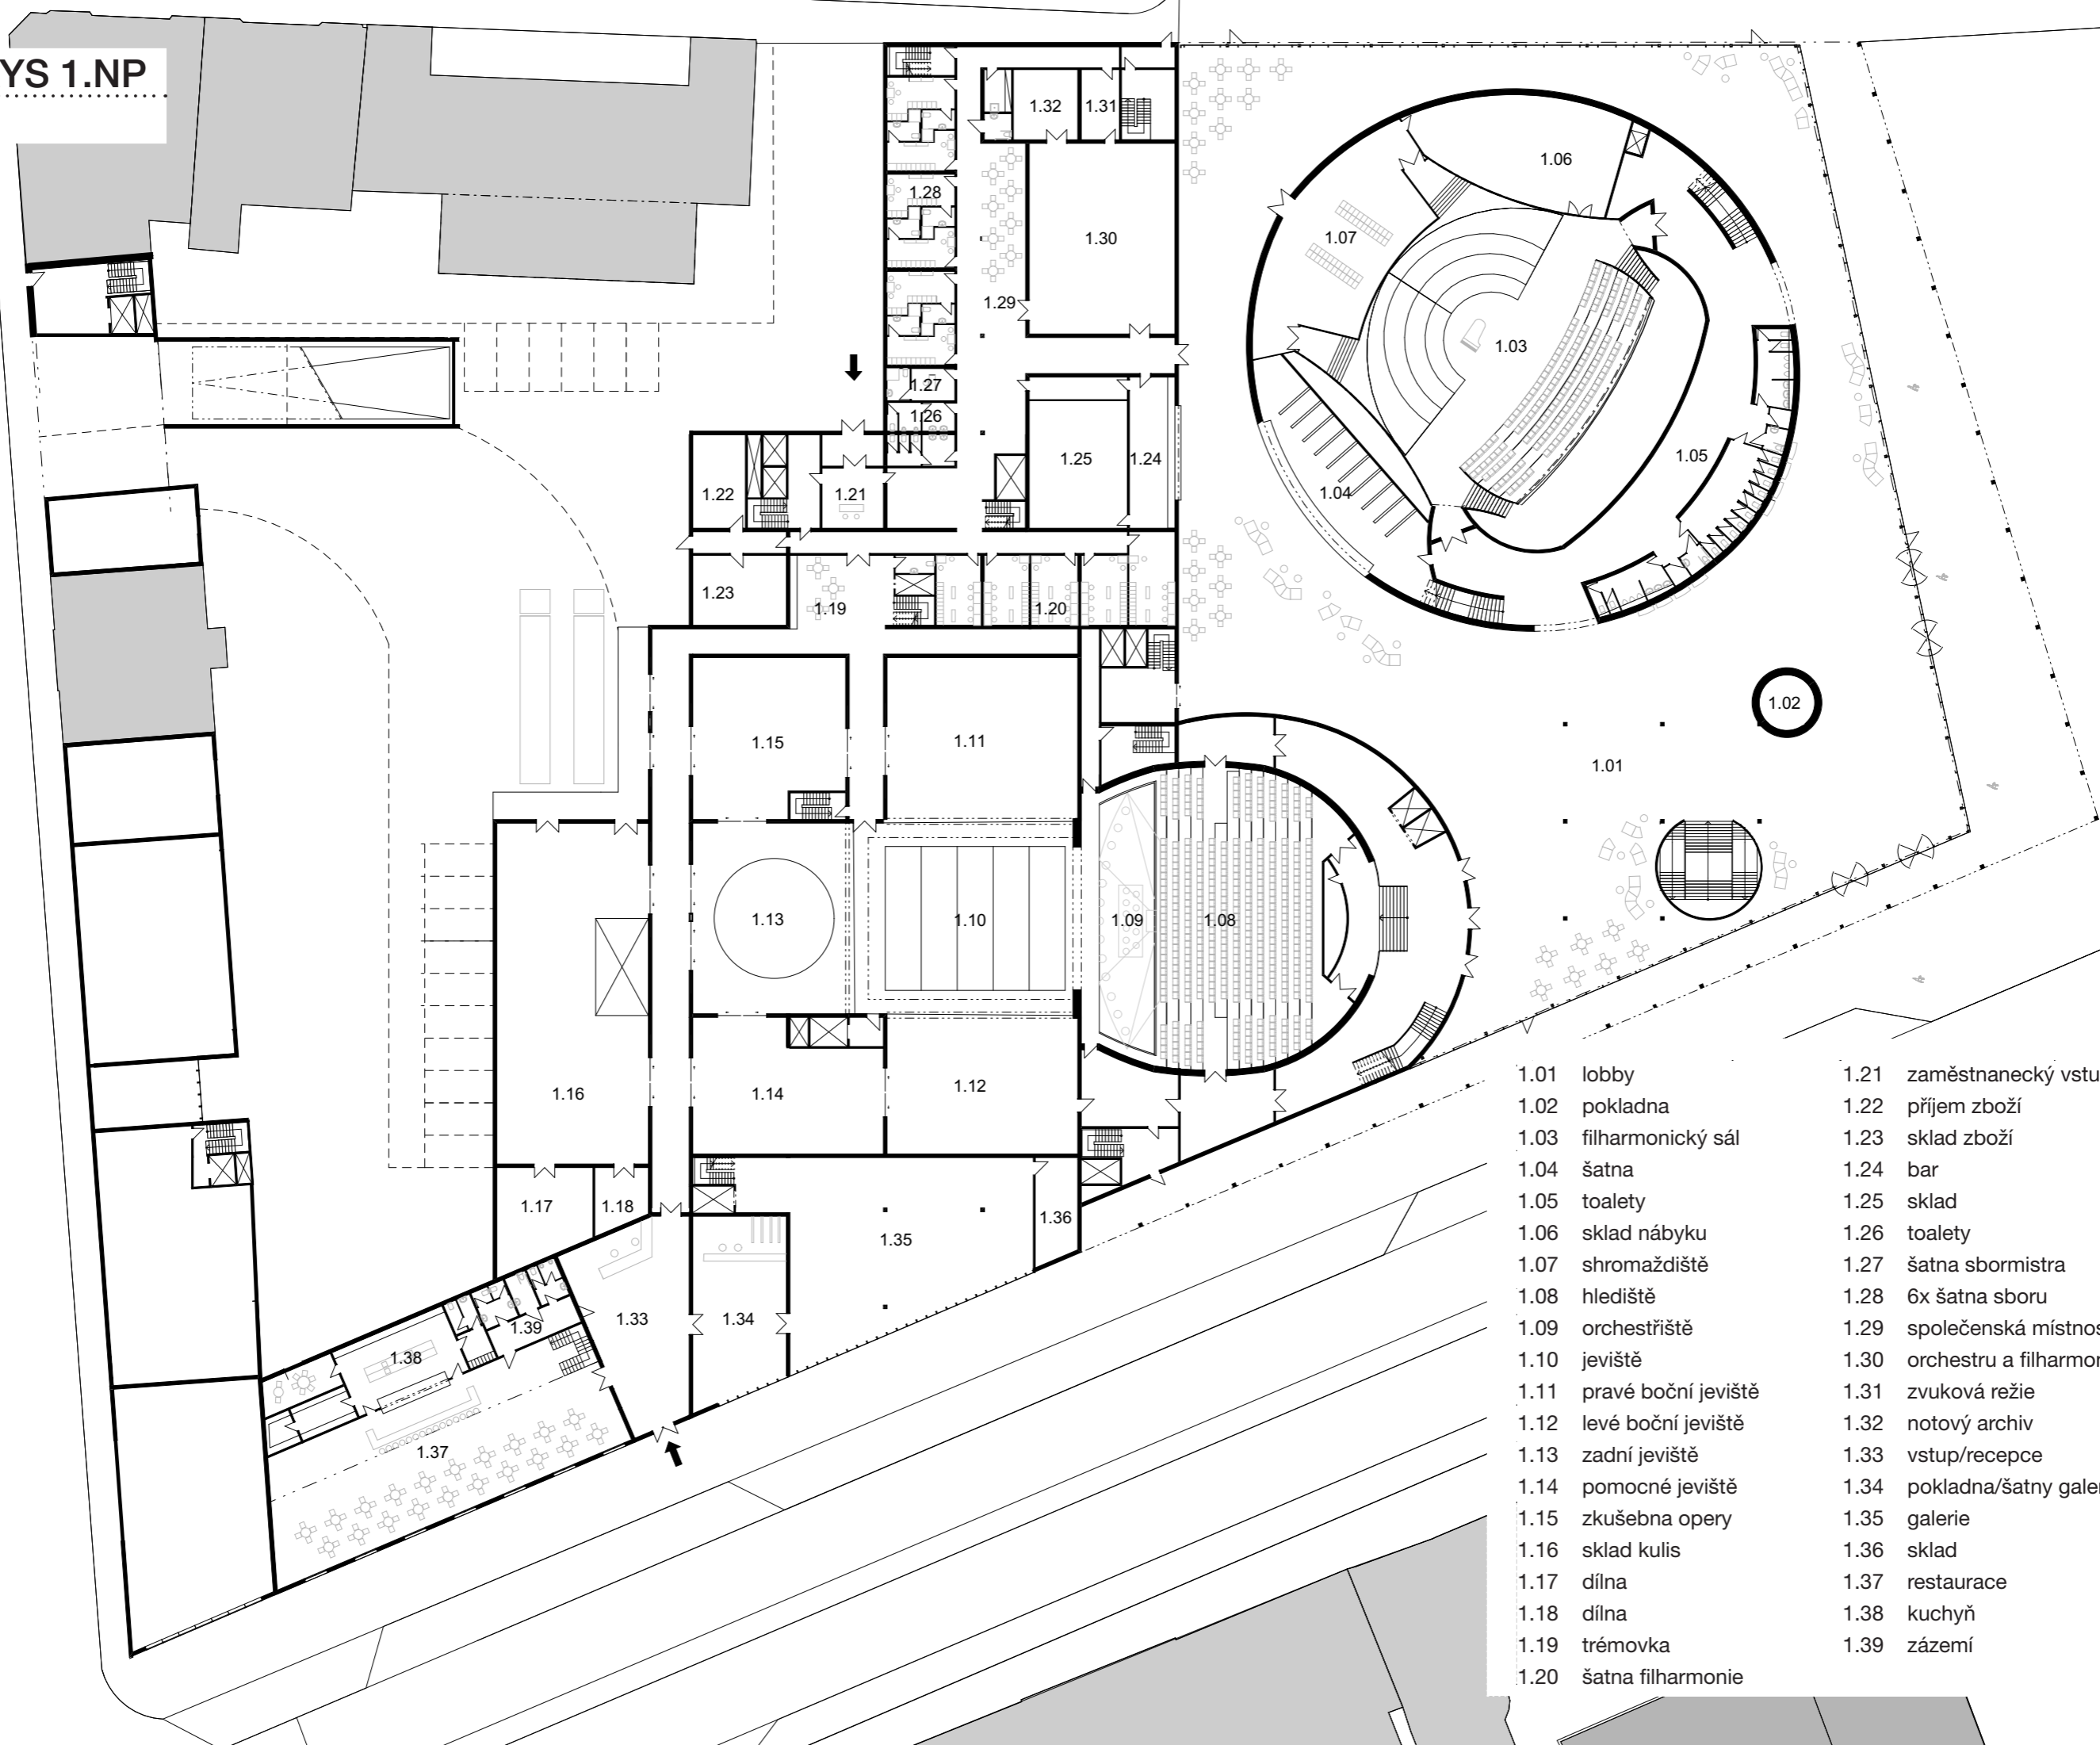 YS 1.NP
1.32
1.31
1.06
1.28
1.30
1.07
1.29
1.03
1.27
1.26
1.25
1.24
1.05
1.22
1.21
1.04
1.23
1.19
1.20
1.02
1.15
1.11
1.01
1.13
1.10
1.09
1.08
1.16
1.14
1.12
1.17
1.18
1.36
1.35
1.33
1.34
1.39
1.38
1.37
1.01 lobby
1.02 pokladna
1.03 filharmonický sál
1.04 šatna
1.05 toalety
1.06 sklad nábyku
1.07 shromaždiště
1.08 hlediště
1.09 orchestřiště
1.10 jeviště
1.11 pravé boční jeviště
1.12 levé boční jeviště
1.13 zadní jeviště
1.14 pomocné jeviště
1.15 zkušebna opery
1.16 sklad kulis
1.17 dílna
1.18 dílna
1.19 trémovka
1.20 šatna filharmonie
1.21 zaměstnanecký vstu
1.22 příjem zboží
1.23 sklad zboží
1.24 bar
1.25 sklad
1.26 toalety
1.27 šatna sbormistra
1.28 6x šatna sboru
1.29 společenská místnos
1.30 orchestru a filharmon
1.31 zvuková režie
1.32 notový archiv
1.33 vstup/recepce
1.34 pokladna/šatny galer
1.35 galerie
1.36 sklad
1.37 restaurace
1.38 kuchyň
1.39 zázemí